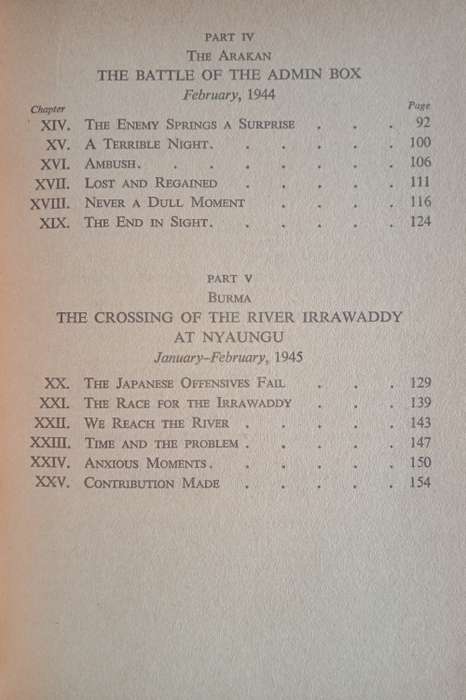 PART IV
THE ARAKAN
THE BATTLE OF THE ADMIN BOX
February, 1944
Chapter Page
XIV. THE ENEMY SPRINGS A SURPRISE . . . 92
XV. A TERRIBLE NIGHT. . . . . 100
XVI. AMBUSH. . . . . . . 106
XVII. LOST AND REGAINED . . . . . 111
XVIII. NEVER A DULL MOMENT . . . . 116
XIX. THE END IN SIGHT. . . . . 124
PART V
BURMA
THE CROSSING OF THE RIVER IRRAWADDY
AT NYAUNGU
January–February, 1945
XX. THE JAPANESE OFFENSIVES FAIL . . . 129
XXI. THE RACE FOR THE IRRAWADDY . . . 139
XXII. WE REACH THE RIVER . . . . . 143
XXIII. TIME AND THE PROBLEM . . . . . 147
XXIV. ANXIOUS MOMENTS. . . . . 150
XXV. CONTRIBUTION MADE . . . . . 154